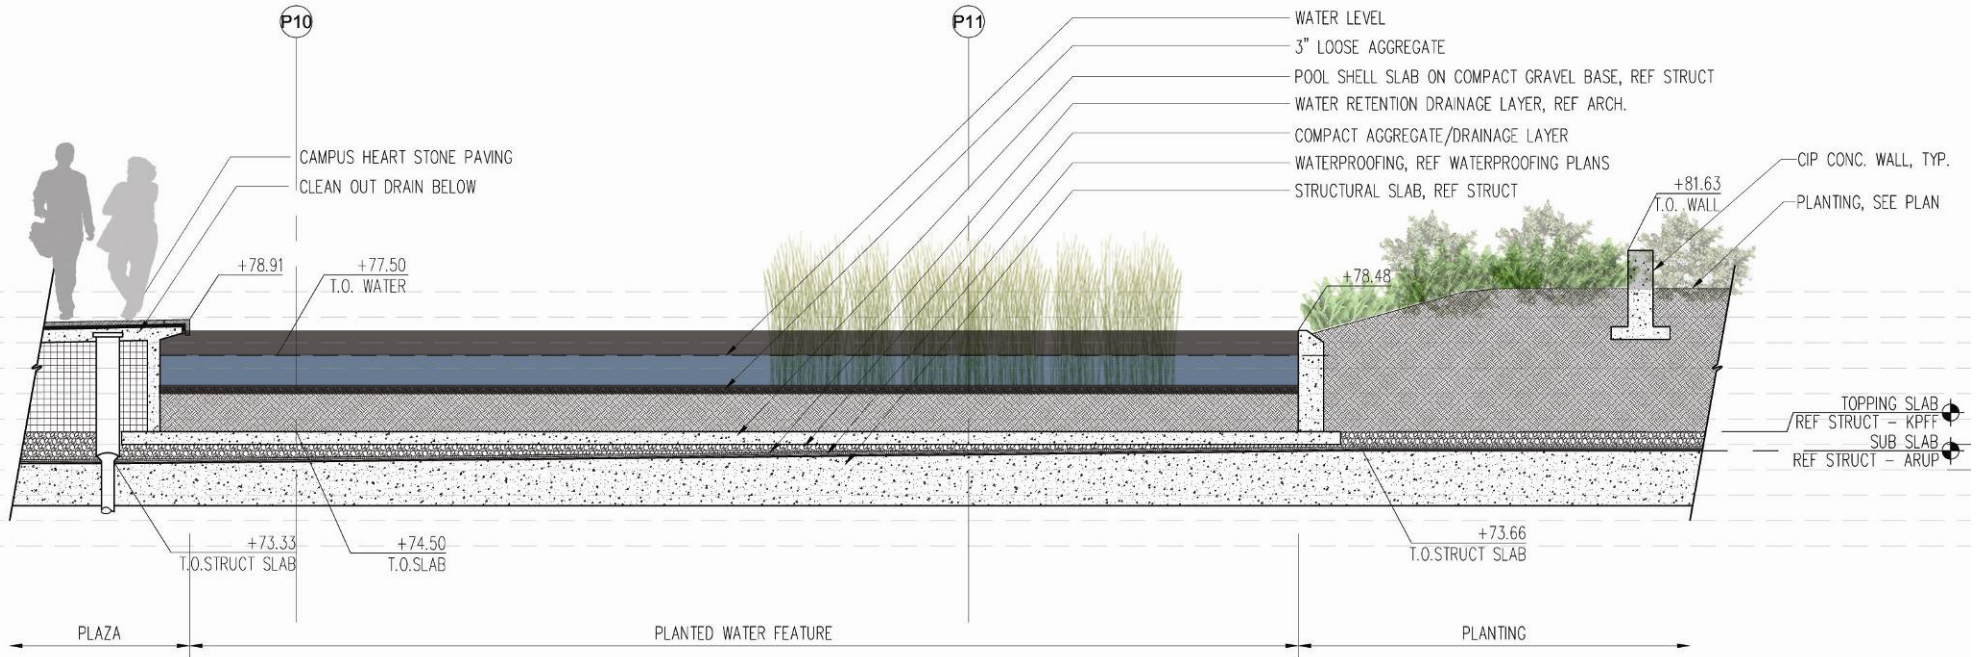 P10
P11
WATER LEVEL
3" LOOSE AGGREGATE
POOL SHELL SLAB ON COMPACT GRAVEL BASE, REF STRUCT
WATER RETENTION DRAINAGE LAYER, REF ARCH.
COMPACT AGGREGATE/DRAINAGE LAYER
WATERPROOFING, REF WATERPROOFING PLANS
STRUCTURAL SLAB, REF STRUCT
CAMPUS HEART STONE PAVING
CLEAN OUT DRAIN BELOW
CIP CONC. WALL, TYP.
+81.63
T.O. WALL
PLANTING, SEE PLAN
+78.91
+77.50
T.O. WATER
+78.48
TOPPING SLAB
REF STRUCT - KPFF
SUB SLAB
REF STRUCT - ARUP
+73.33
T.O.STRUCT SLAB
+74.50
T.O.SLAB
+73.66
T.O.STRUCT SLAB
PLAZA
PLANTED WATER FEATURE
PLANTING